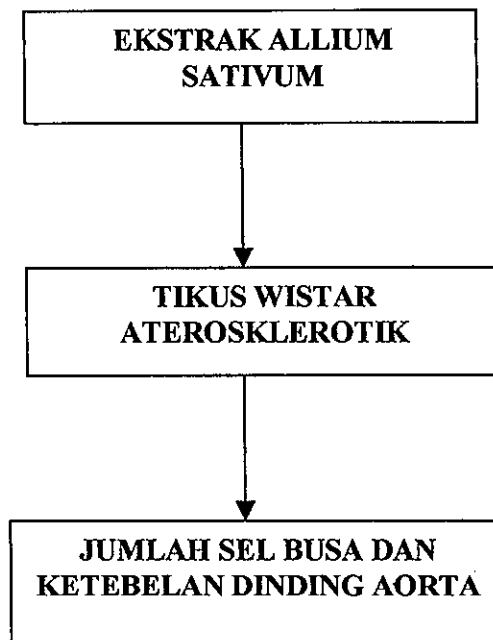 EKSTRAK ALLIUM
SATIVUM
TIKUS WISTAR
ATEROSKLEROTIK
JUMLAH SEL BUSA DAN
KETEBELAN DINDING AORTA